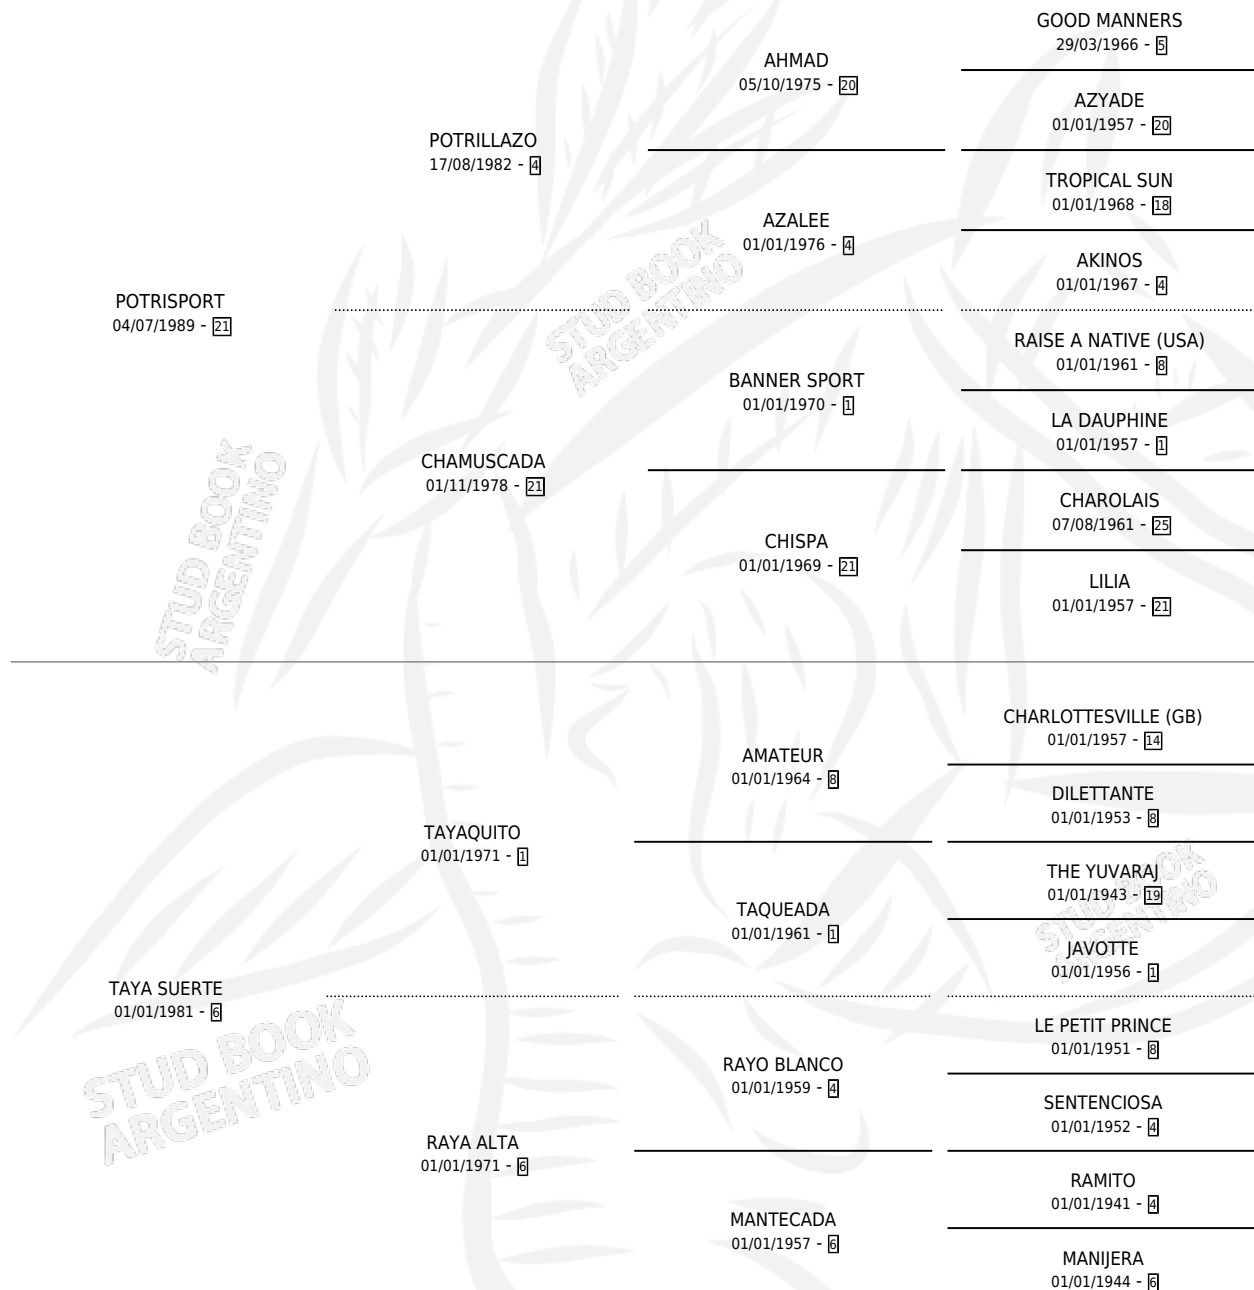 GOOD MANNERS
29/03/1966 - 5
AHMAD
05/10/1975 - 20
AZYADE
01/01/1957 - 20
POTRILLAZO
17/08/1982 - 4
TROPICAL SUN
01/01/1968 - 18
AZALEE
01/01/1976 - 4
AKINOS
01/01/1967 - 4
POTRISPORT
04/07/1989 - 21
RAISE A NATIVE (USA)
01/01/1961 - 8
BANNER SPORT
01/01/1970 - 1
LA DAUPHINE
01/01/1957 - 1
CHAMUSCADA
01/11/1978 - 21
CHAROLAIS
07/08/1961 - 25
CHISPA
01/01/1969 - 21
LILIA
01/01/1957 - 21
CHARLOTTESVILLE (GB)
01/01/1957 - 14
AMATEUR
01/01/1964 - 8
DILETTANTE
01/01/1953 - 8
TAYAQUITO
01/01/1971 - 1
THE YUVARAJ
01/01/1943 - 19
TAQUEADA
01/01/1961 - 1
JAVOTTE
01/01/1956 - 1
TAYA SUERTE
01/01/1981 - 6
LE PETIT PRINCE
01/01/1951 - 8
RAYO BLANCO
01/01/1959 - 4
SENTENCIOSA
01/01/1952 - 4
RAYA ALTA
01/01/1971 - 6
RAMITO
01/01/1941 - 4
MANTECADA
01/01/1957 - 6
MANIJERA
01/01/1944 - 6
STUD BOOK
ARGENTINO
STUD BOOK
ARGENTINO
STUD BOOK
ARGENTINO
STUD BOOK
ARGENTINO